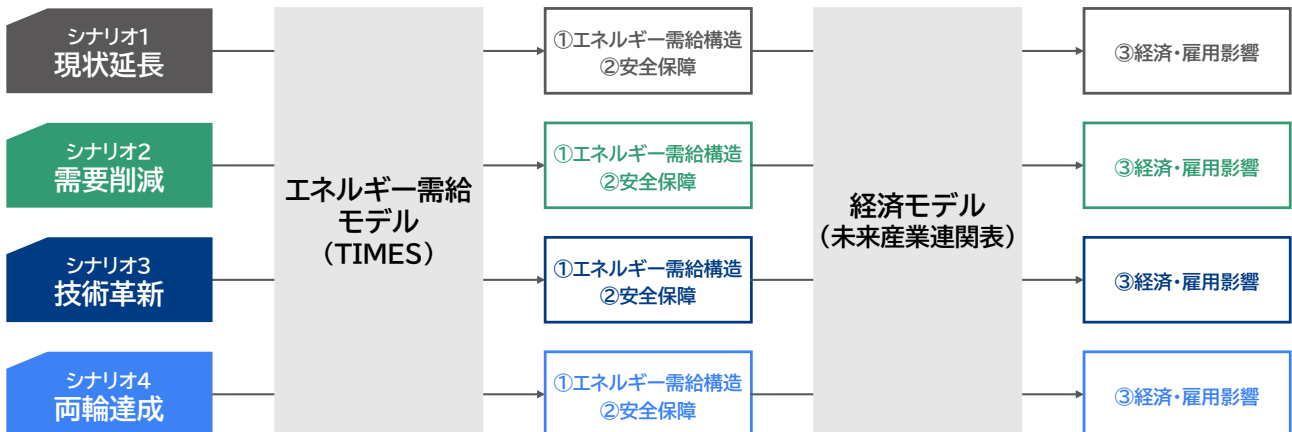 シナリオ1
現状延長
①エネルギー需給構造
②安全保障
③経済・雇用影響
シナリオ2
需要削減
①エネルギー需給構造
②安全保障
③経済・雇用影響
エネルギー需給
モデル
（TIMES）
経済モデル
（未来産業連関表）
シナリオ3
技術革新
①エネルギー需給構造
②安全保障
③経済・雇用影響
シナリオ4
両輪達成
①エネルギー需給構造
②安全保障
③経済・雇用影響